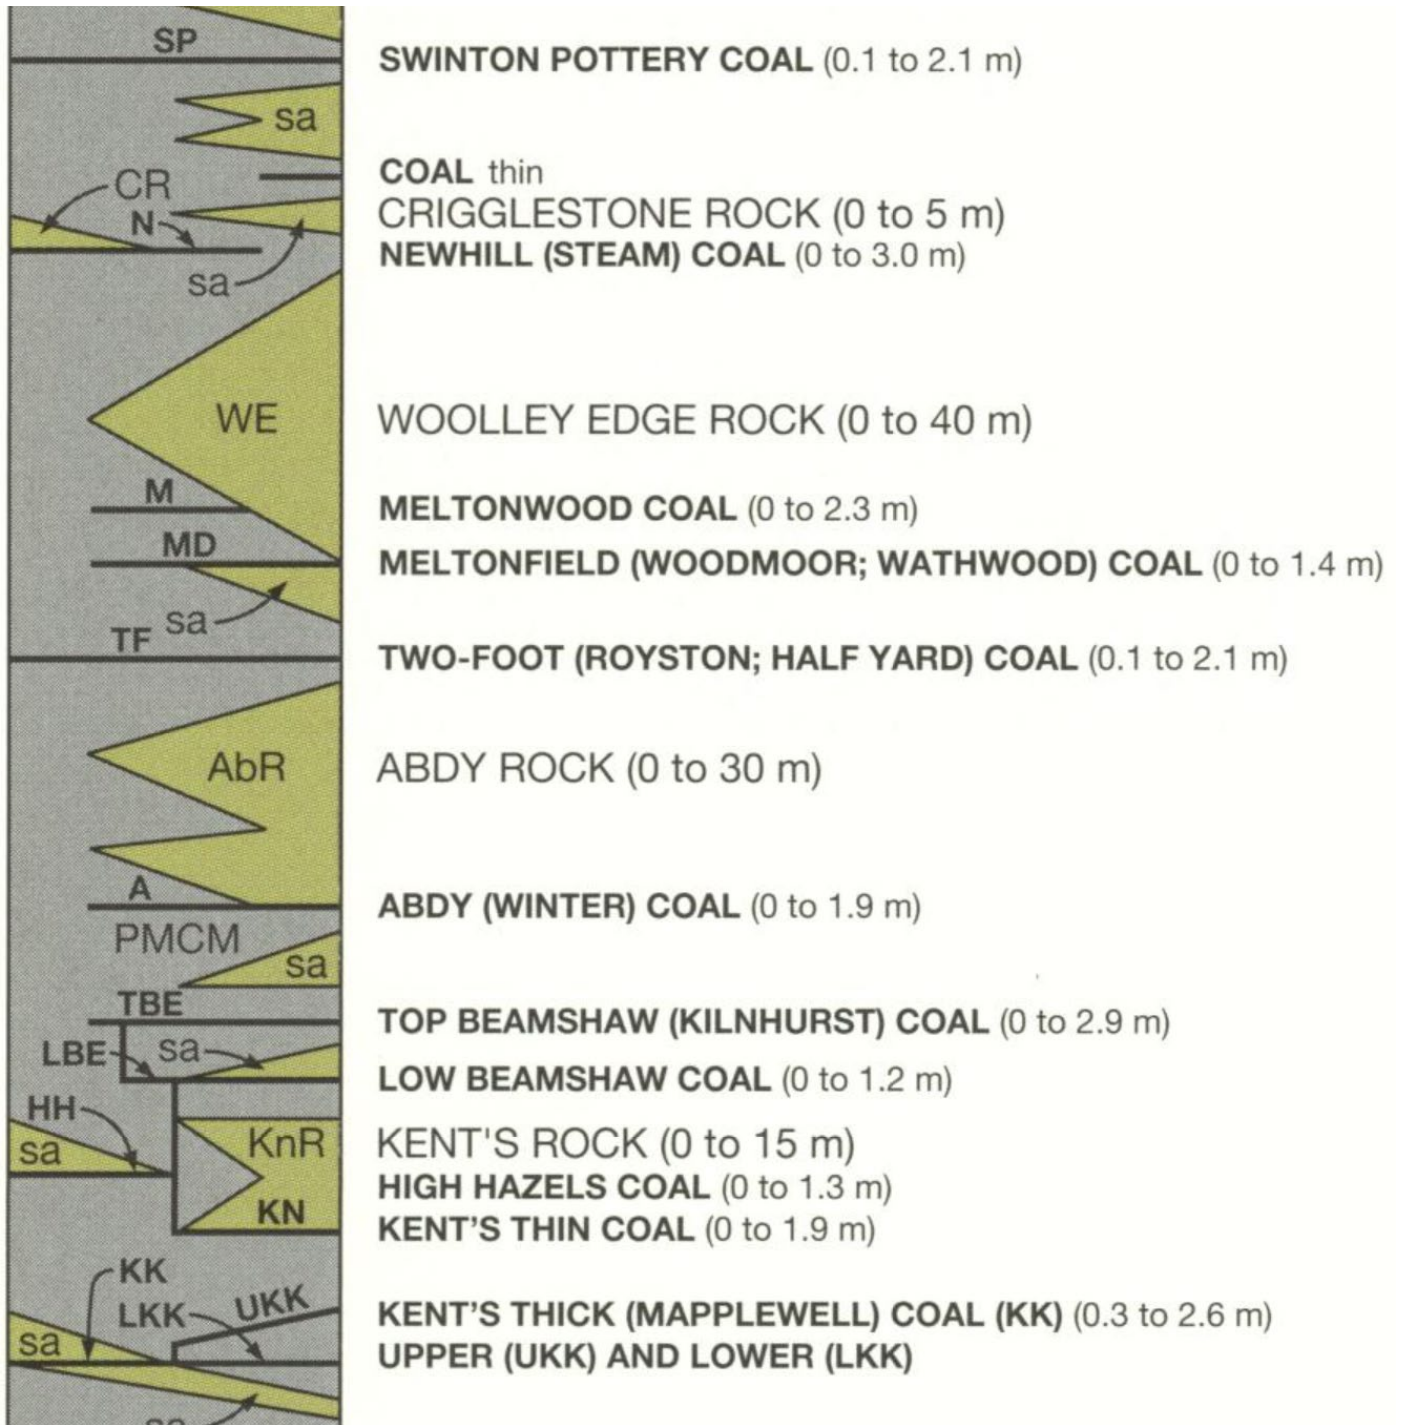 SP
SWINTON POTTERY COAL (0.1 to 2.1 m)
sa
COAL thin
CR
CRIGGLESTONE ROCK (0 to 5 m)
N
NEWHILL (STEAM) COAL (0 to 3.0 m)
sa
WE
WOOLLEY EDGE ROCK (0 to 40 m)
M
MELTONWOOD COAL (0 to 2.3 m)
MD
MELTONFIELD (WOODMOOR; WATHWOOD) COAL (0 to 1.4 m)
sa
TF
TWO-FOOT (ROYSTON; HALF YARD) COAL (0.1 to 2.1 m)
AbR
ABDY ROCK (0 to 30 m)
A
ABDY (WINTER) COAL (0 to 1.9 m)
PMCM
sa
TBE
TOP BEAMSHAW (KILNHURST) COAL (0 to 2.9 m)
LBE
sa
LOW BEAMSHAW COAL (0 to 1.2 m)
HH
sa
KnR
KENT'S ROCK (0 to 15 m)
HIGH HAZELS COAL (0 to 1.3 m)
KN
KENT'S THIN COAL (0 to 1.9 m)
KK
LKK
UKK
KENT'S THICK (MAPPLEWELL) COAL (KK) (0.3 to 2.6 m)
sa
UPPER (UKK) AND LOWER (LKK)